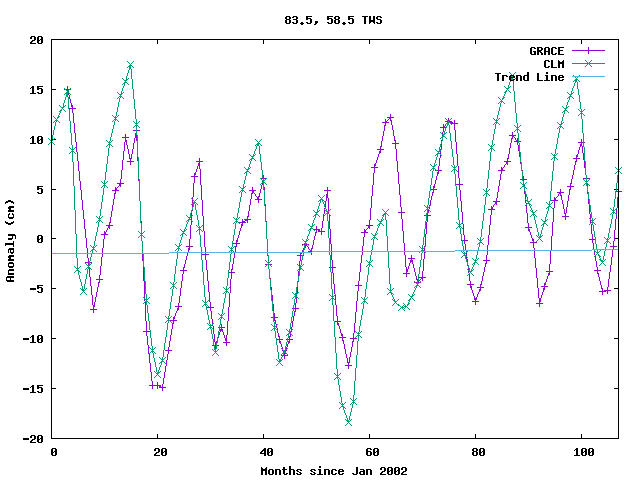 83.5, 58.5 TWS
GRACE
CLM
Trend Line
20
15
10
5
0
-5
-10
-15
-20
Anomaly (cm)
0 20 40 60 80 100
Months since Jan 2002